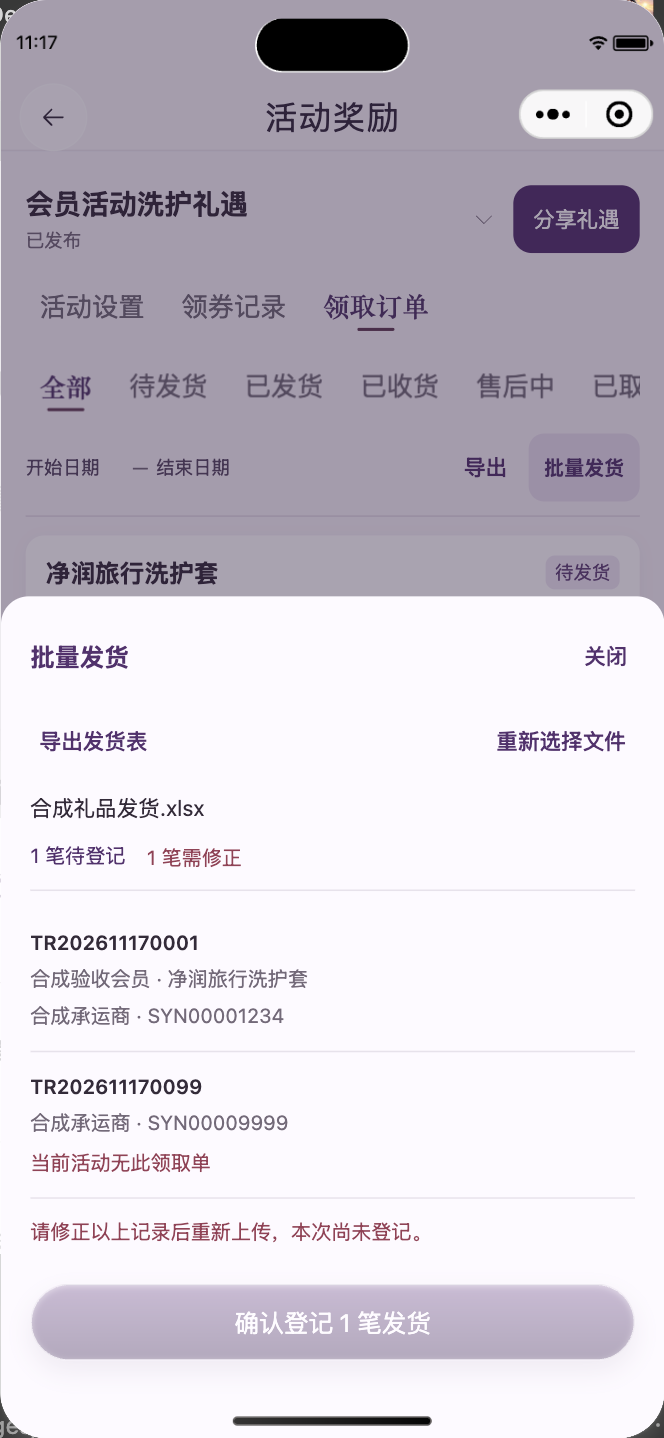 11:17
活动奖励
会员活动洗护礼遇
已发布
分享礼遇
活动设置 领券记录 领取订单
全部 待发货 已发货 已收货 售后中 已取
开始日期 — 结束日期 导出 批量发货
净润旅行洗护套 待发货
批量发货 关闭
导出发货表 重新选择文件
合成礼品发货.xlsx
1 笔待登记 1 笔需修正
TR202611170001
合成验收会员 · 净润旅行洗护套
合成承运商 · SYN00001234
TR202611170099
合成承运商 · SYN00009999
当前活动无此领取单
请修正以上记录后重新上传，本次尚未登记。
确认登记 1 笔发货